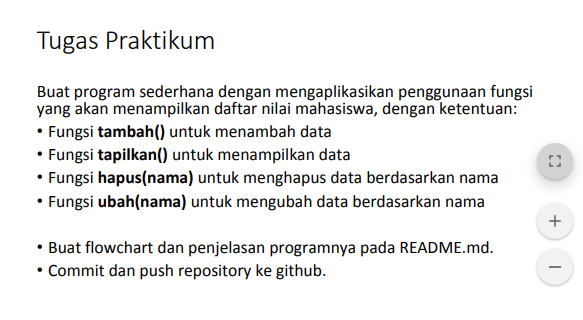 Tugas Praktikum
Buat program sederhana dengan mengaplikasikan penggunaan fungsi
yang akan menampilkan daftar nilai mahasiswa, dengan ketentuan:
• Fungsi tambah() untuk menambah data
• Fungsi tapilkan() untuk menampilkan data
• Fungsi hapus(nama) untuk menghapus data berdasarkan nama
• Fungsi ubah(nama) untuk mengubah data berdasarkan nama
• Buat flowchart dan penjelasan programnya pada README.md.
• Commit dan push repository ke github.